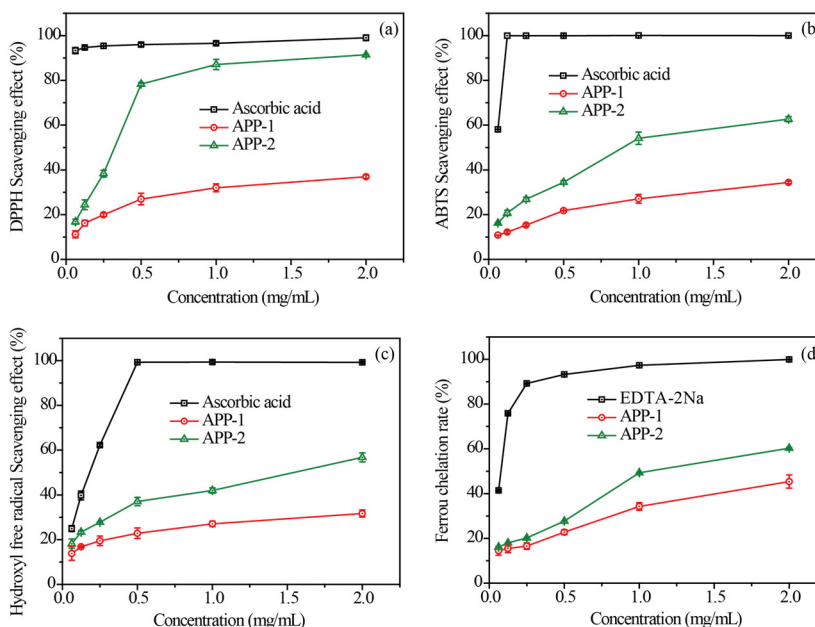 (a)
DPPH Scavenging effect (%)
100
80
60
40
20
0
Ascorbic acid
APP-1
APP-2
0.0 0.5 1.0 1.5 2.0
Concentration (mg/mL)
(b)
ABTS Scavenging effect (%)
100
80
60
40
20
0
Ascorbic acid
APP-1
APP-2
0.0 0.5 1.0 1.5 2.0
Concentration (mg/mL)
(c)
Hydroxyl free radical Scavenging effect (%)
100
80
60
40
20
0
Ascorbic acid
APP-1
APP-2
0.0 0.5 1.0 1.5 2.0
Concentration (mg/mL)
(d)
Ferrou chelation rate (%)
100
80
60
40
20
0
EDTA-2Na
APP-1
APP-2
0.0 0.5 1.0 1.5 2.0
Concentration (mg/mL)